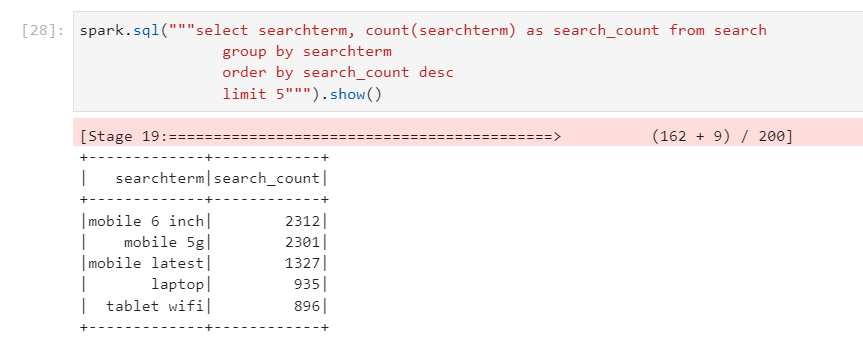 [28]: spark.sql("""select searchterm, count(searchterm) as search_count from search
group by searchterm
order by search_count desc
limit 5""").show()
[Stage 19:===========================================> (162 + 9) / 200]
+-------------+------------+
|   searchterm|search_count|
+-------------+------------+
|mobile 6 inch|        2312|
|    mobile 5g|        2301|
|mobile latest|        1327|
|       laptop|         935|
|  tablet wifi|         896|
+-------------+------------+